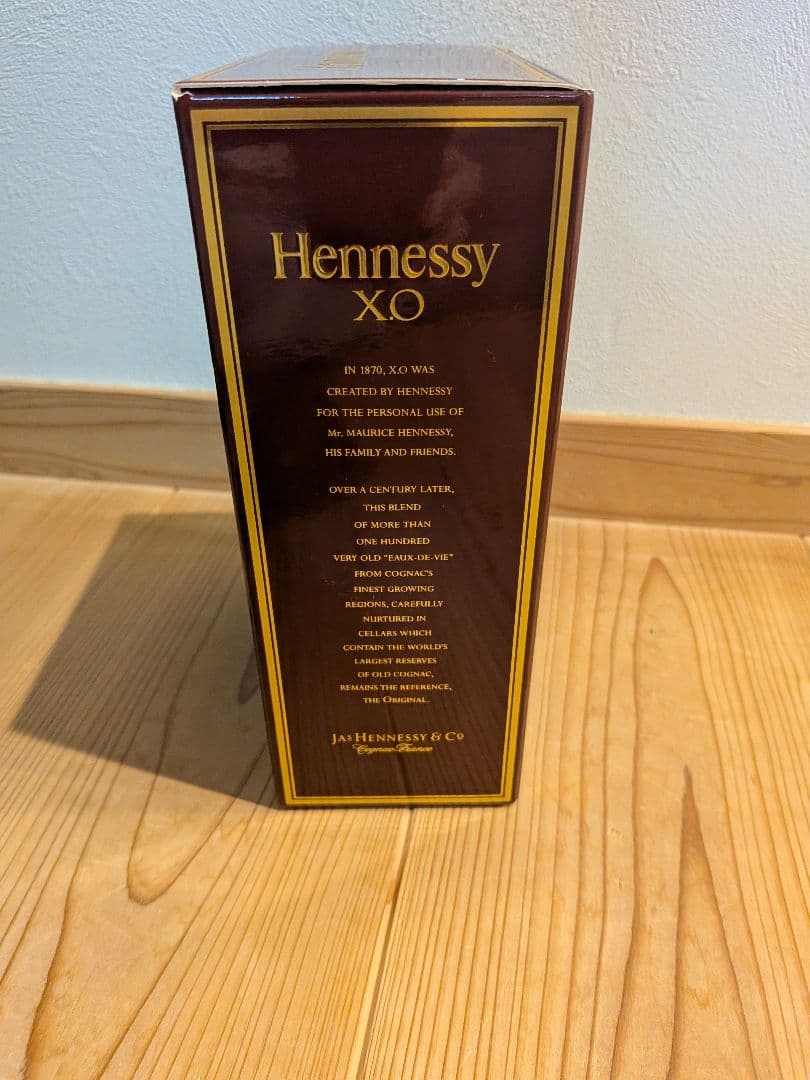 Hennessy
X.O
IN 1870, X.O WAS
CREATED BY HENNESSY
FOR THE PERSONAL USE OF
Mr. MAURICE HENNESSY,
HIS FAMILY AND FRIENDS.
OVER A CENTURY LATER,
THIS BLEND
OF MORE THAN
ONE HUNDRED
VERY OLD "EAUX-DE-VIE"
FROM COGNAC'S
FINEST GROWING
REGIONS, CAREFULLY
NURTURED IN
CELLARS WHICH
CONTAIN THE WORLD'S
LARGEST RESERVES
OF OLD COGNAC,
REMAINS THE REFERENCE,
THE ORIGINAL.
JAS HENNESSY & CO
Cognac-France